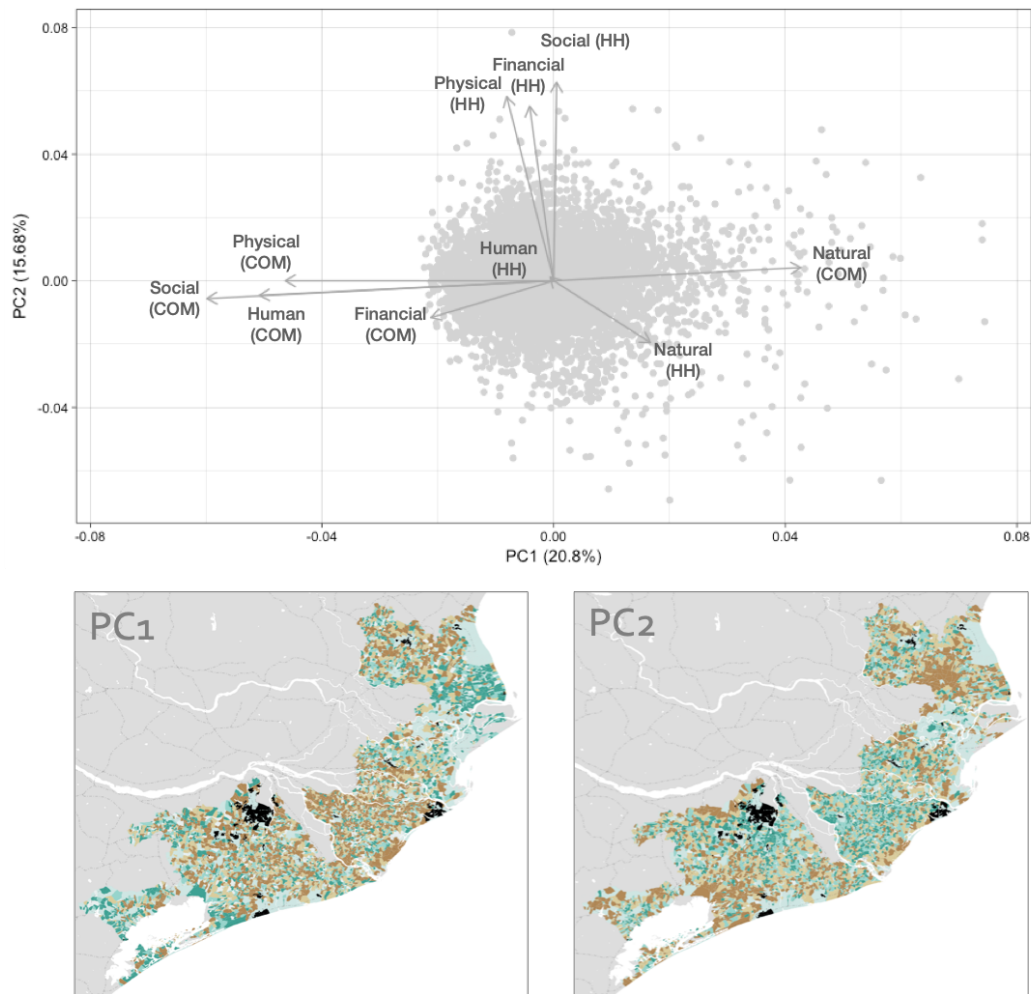 0.08
Social (HH)
Financial
(HH)
Physical
(HH)
0.04
Physical
(COM)
Human
(HH)
Natural
(COM)
PC2 (15.68%)
0.00
Social
(COM)
Human
(COM)
Financial
(COM)
Natural
(HH)
-0.04
-0.08
-0.04
0.00
0.04
0.08
PC1 (20.8%)
PC1
PC2